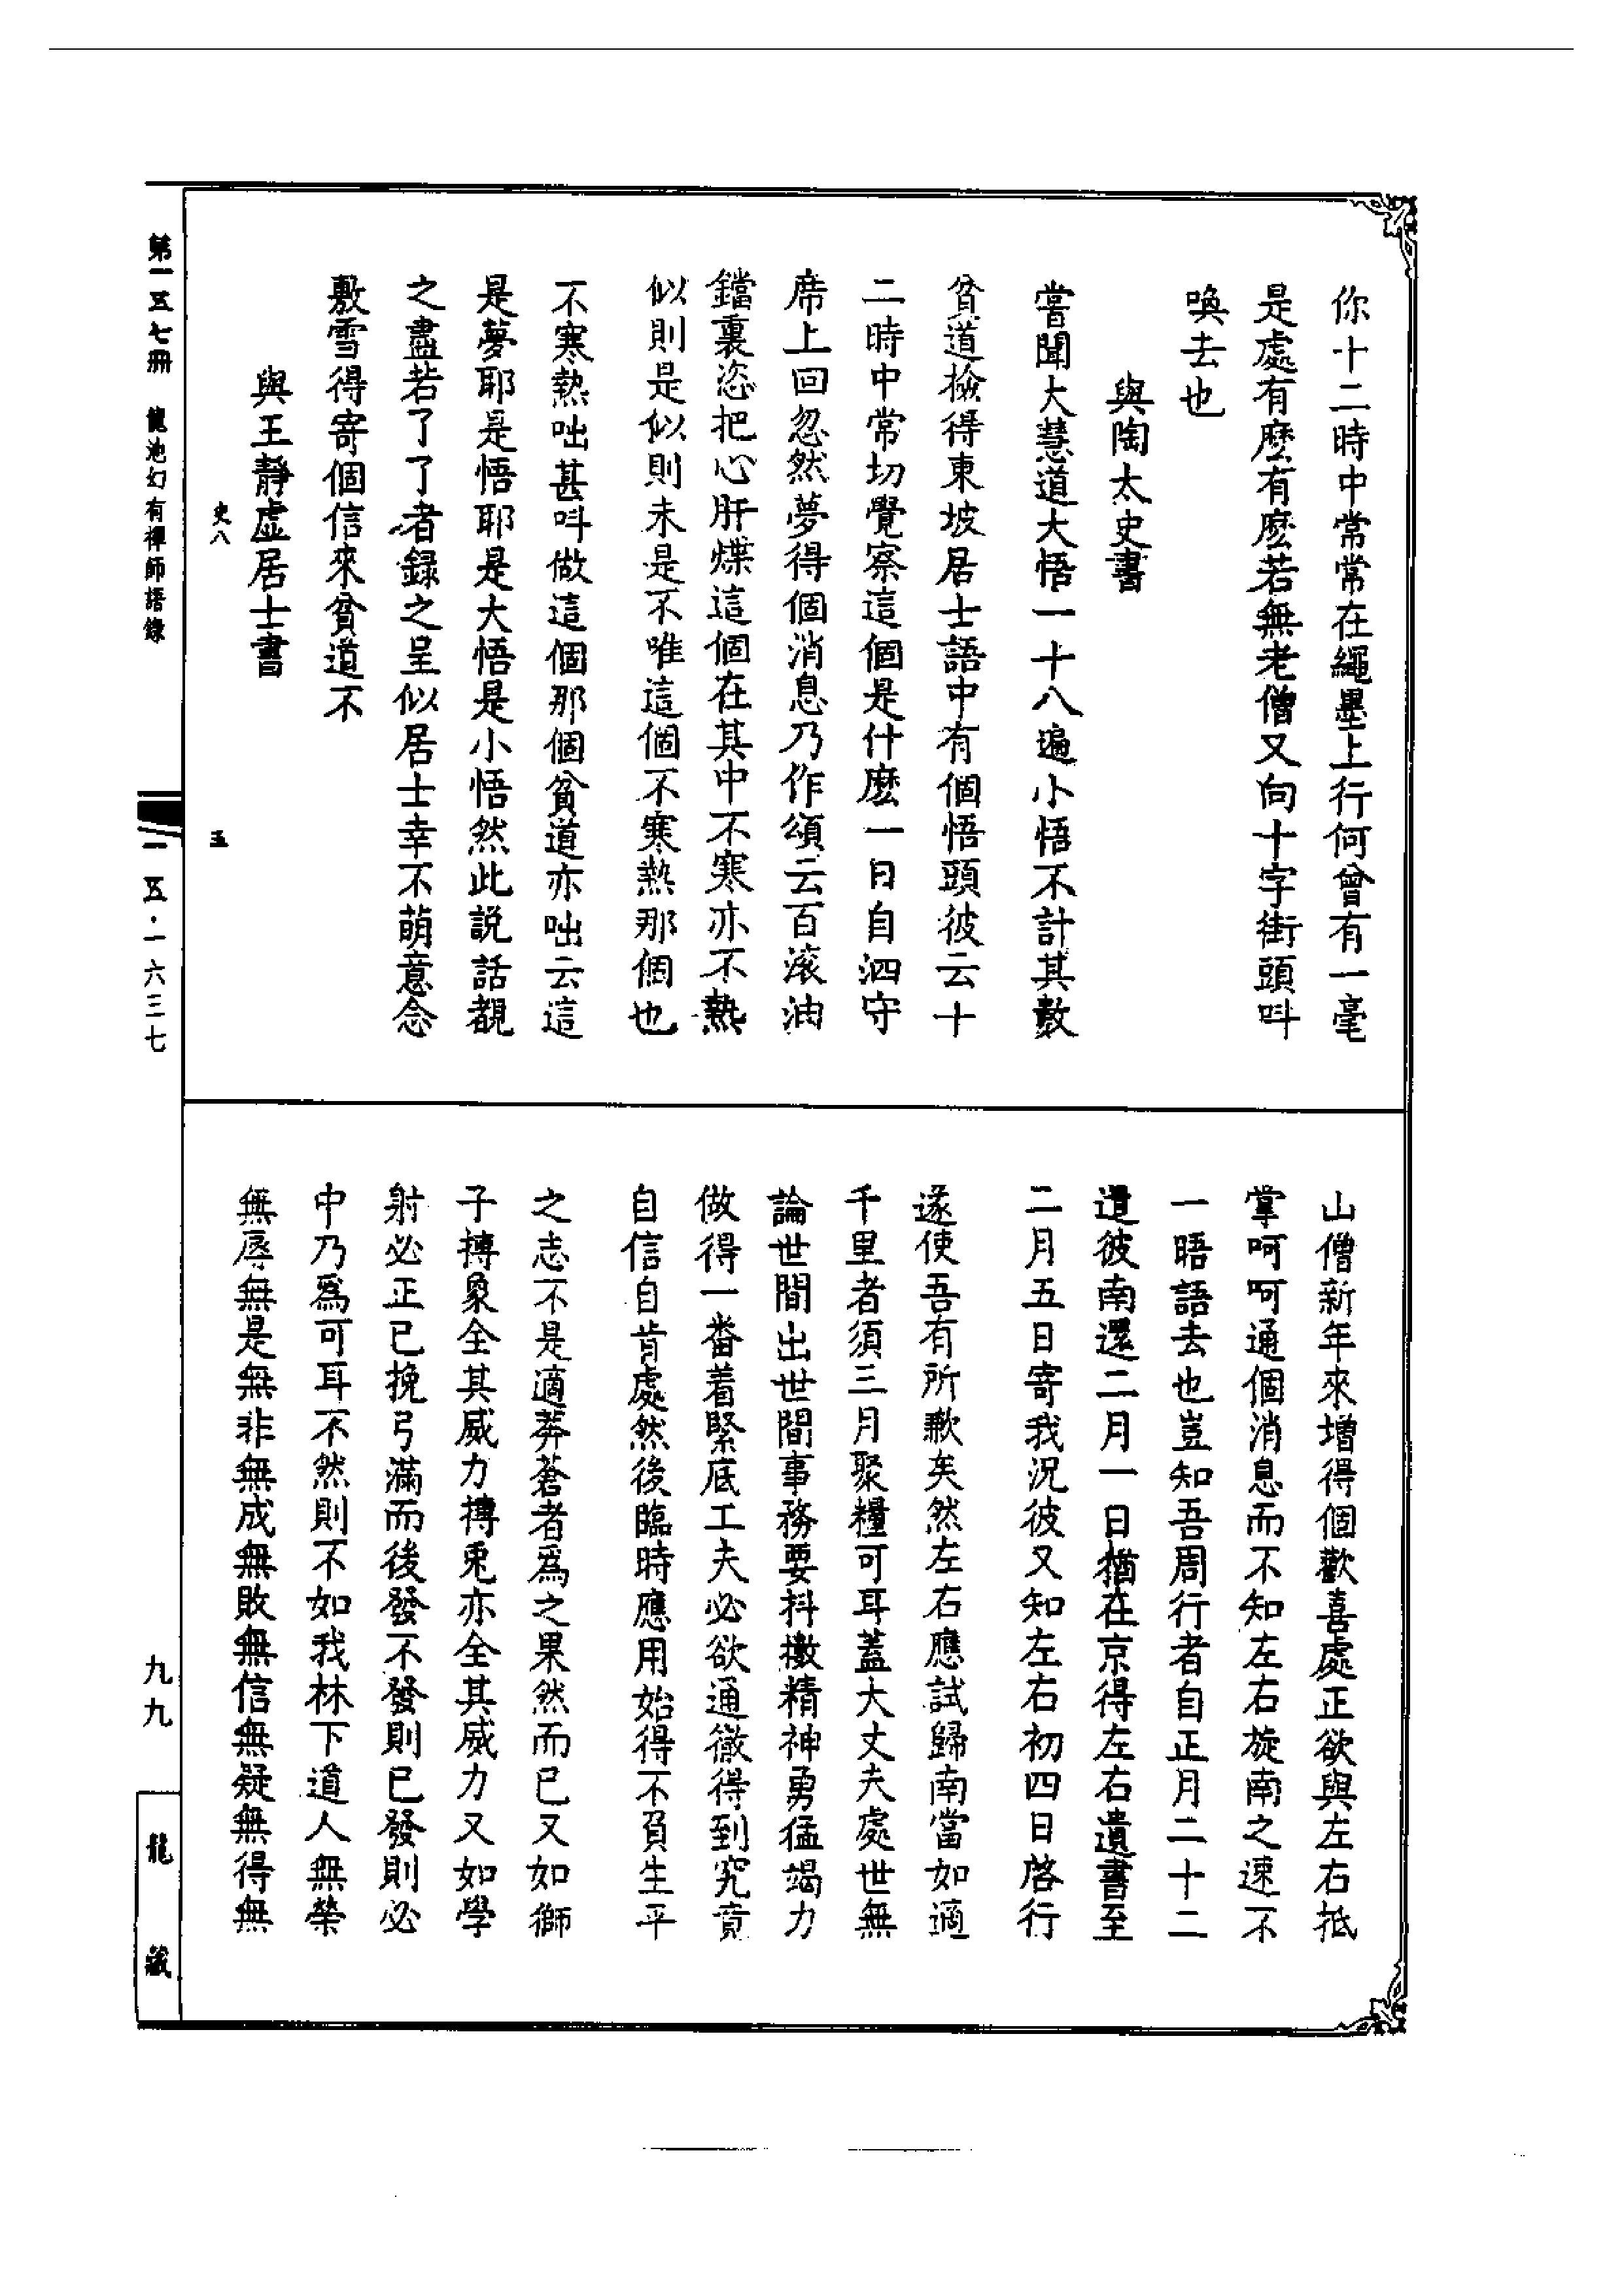 你十二時中常常在繩墨上行何曾有一毫
是處有麽有麽若無老僧又向十字街頭呌
喚去也
與陶太史書
嘗聞大慧道大悟一十八遍小悟不計其數
貧道撿得東坡居士語中有個悟頭彼云十
二時中常切覺察這個是什麽一日自泗守
席上回忽然夢得個消息乃作頌云百滚油
鐺裏恣把心肝煠這個在其中不寒亦不熱
似則是似則未是不唯這個不寒熱那個也
不寒熱咄甚呌做這個那個貧道亦咄云這
是夢耶是悟耶是大悟是小悟然此説話覩
之盡若了了者録之呈似居士幸不萌意念
敷雪得寄個信來貧道不
與王靜虚居士書
史八
五
山僧新年來增得個歡喜處正欲與左右抵
掌呵呵通個消息而不知左右旋南之速不
一晤語去也豈知吾周行者自正月二十二
遣彼南還二月一日猶在京得左右遺書至
二月五日寄我況彼又知左右初四日啓行
遂使吾有所歉矣然左右應試歸南當如適
千里者須三月聚糧可耳蓋大丈夫處世無
論世間出世間事務要抖擻精神勇猛竭力
做得一番着緊底工夫必欲通徹得到究竟
自信自肯處然後臨時應用始得不負生平
之志不是適莽蒼者爲之果然而已又如獅
子搏象全其威力搏兎亦全其威力又如學
射必正已挽弓滿而後發不發則已發則必
中乃爲可耳不然則不如我林下道人無榮
無辱無是無非無成無敗無信無疑無得無
第一五七冊　龍池幻有禪師語錄
一五·一六三七
九九
龍藏